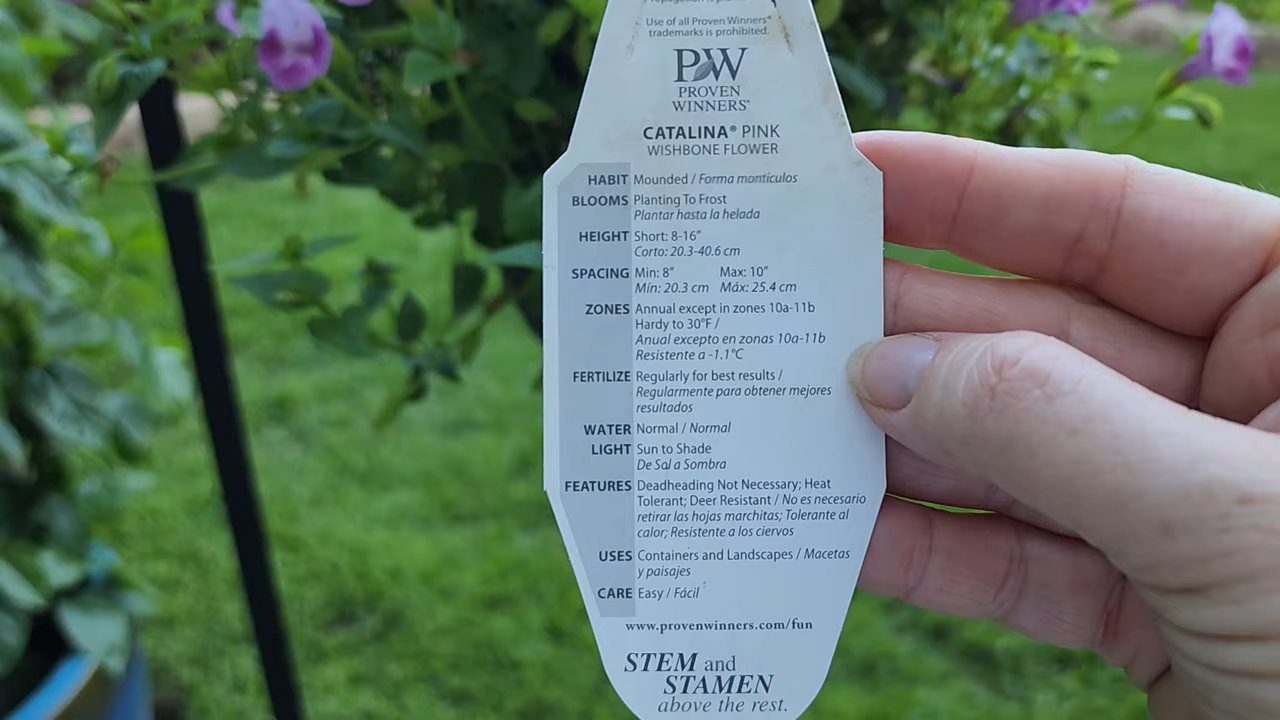 Propagation is
Use of all Proven Winners®
trademarks is prohibited.
PW
PROVEN
WINNERS®
CATALINA® PINK
WISHBONE FLOWER
HABIT Mounded / Forma montículos
BLOOMS Planting To Frost
Plantar hasta la helada
HEIGHT Short: 8-16"
Corto: 20.3-40.6 cm
SPACING Min: 8" Max: 10"
Mín: 20.3 cm Máx: 25.4 cm
ZONES Annual except in zones 10a-11b
Hardy to 30°F /
Anual excepto en zonas 10a-11b
Resistente a -1.1°C
FERTILIZE Regularly for best results /
Regularmente para obtener mejores
resultados
WATER Normal / Normal
LIGHT Sun to Shade
De Sal a Sombra
FEATURES Deadheading Not Necessary; Heat
Tolerant; Deer Resistant / No es necesario
retirar las hojas marchitas; Tolerante al
calor; Resistente a los ciervos
USES Containers and Landscapes / Macetas
y paisajes
CARE Easy / Fácil
www.provenwinners.com/fun
STEM and
STAMEN
above the rest.